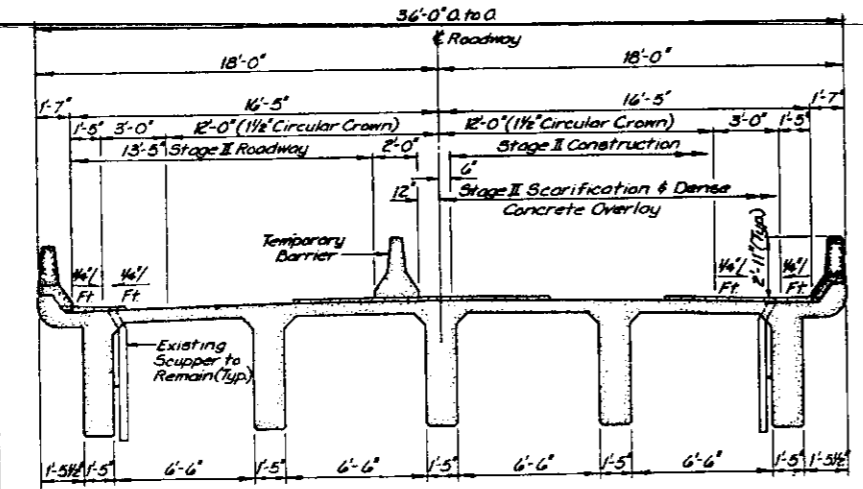 36'-0" O. to O.
℄ Roadway
18'-0" 18'-0"
1'-7" 16'-5" 16'-5" 1'-7"
1'-5" 3'-0" 12'-0" (1½" Circular Crown) 12'-0" (1½" Circular Crown) 3'-0" 1'-5"
13'-5" Stage II Roadway 2'-0" Stage II Construction
6"
12" Stage II Scarification & Dense
Concrete Overlay
Temporary
Barrier
2'-11" (Typ.)
¼"/ ¼"/ ¼"/ ¼"/
Ft. Ft. Ft. Ft.
Existing
Scupper to
Remain (Typ.)
1'-5½" 1'-5" 6'-6" 1'-5" 6'-6" 1'-5" 6'-6" 1'-5" 6'-6" 1'-5" 1'-5½"